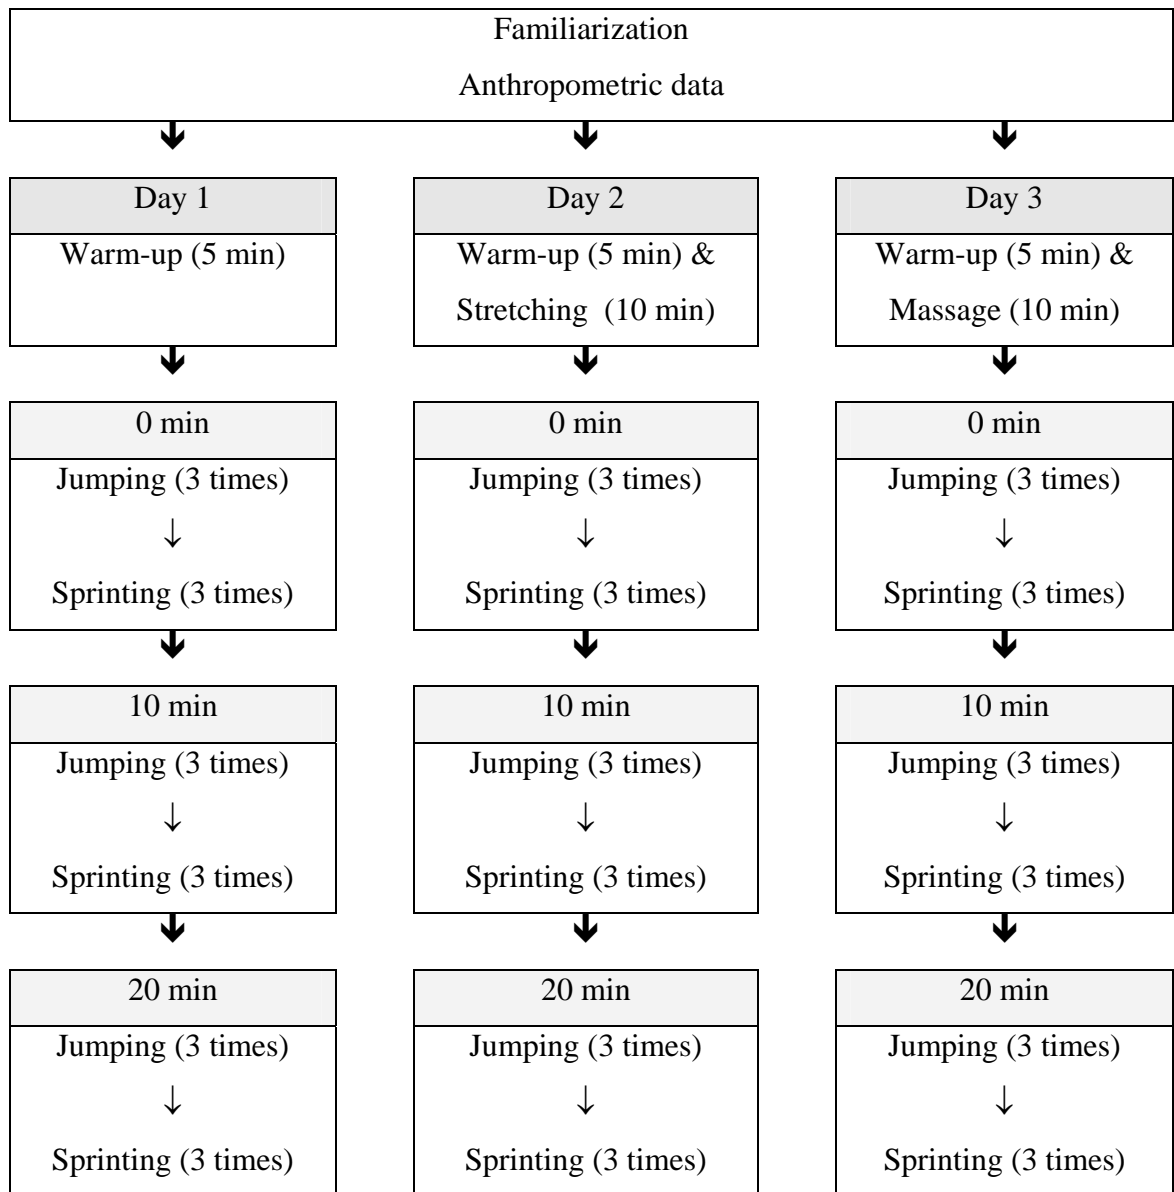 Familiarization
Anthropometric data
Day 1
Day 2
Day 3
Warm-up (5 min)
Warm-up (5 min) &
Stretching (10 min)
Warm-up (5 min) &
Massage (10 min)
0 min
0 min
0 min
Jumping (3 times)
↓
Sprinting (3 times)
Jumping (3 times)
↓
Sprinting (3 times)
Jumping (3 times)
↓
Sprinting (3 times)
10 min
10 min
10 min
Jumping (3 times)
↓
Sprinting (3 times)
Jumping (3 times)
↓
Sprinting (3 times)
Jumping (3 times)
↓
Sprinting (3 times)
20 min
20 min
20 min
Jumping (3 times)
↓
Sprinting (3 times)
Jumping (3 times)
↓
Sprinting (3 times)
Jumping (3 times)
↓
Sprinting (3 times)